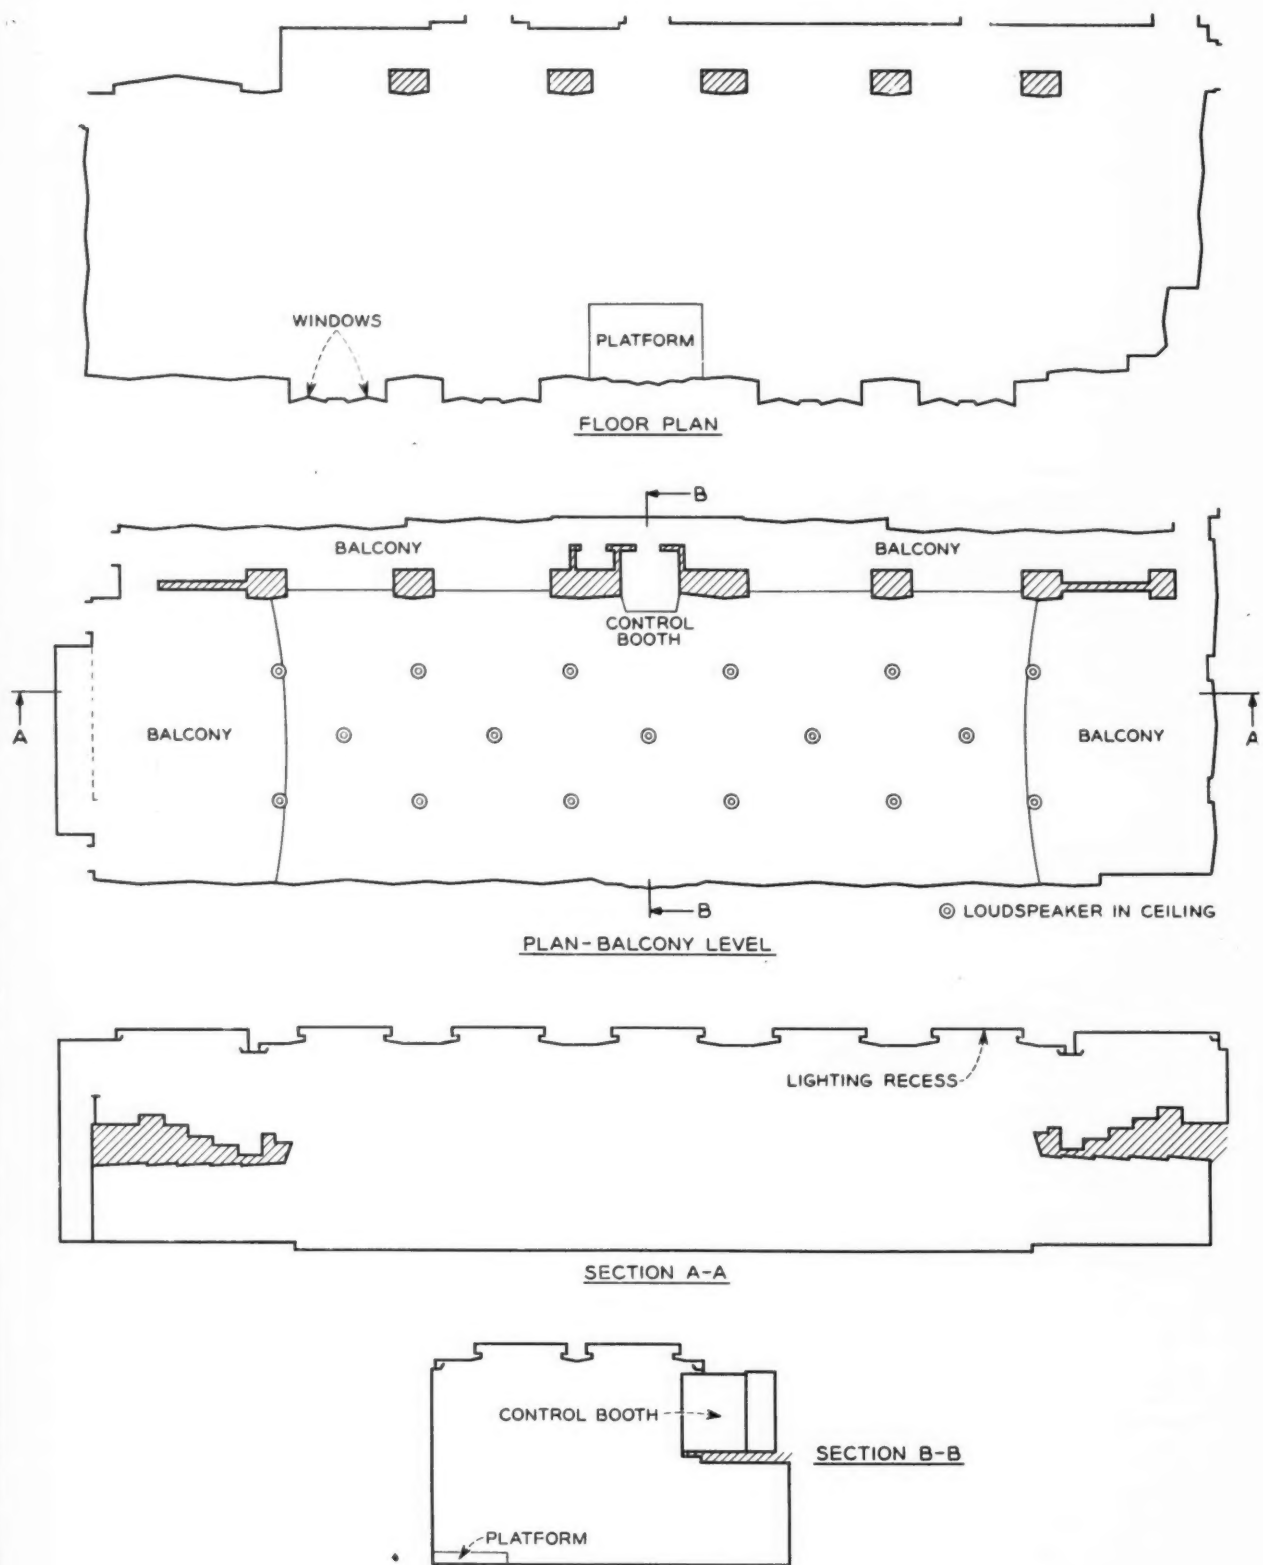 WINDOWS
PLATFORM
FLOOR PLAN
B
BALCONY
BALCONY
CONTROL
BOOTH
A
BALCONY
BALCONY
A
B
LOUDSPEAKER IN CEILING
PLAN-BALCONY LEVEL
LIGHTING RECESS
SECTION A-A
CONTROL BOOTH
SECTION B-B
PLATFORM